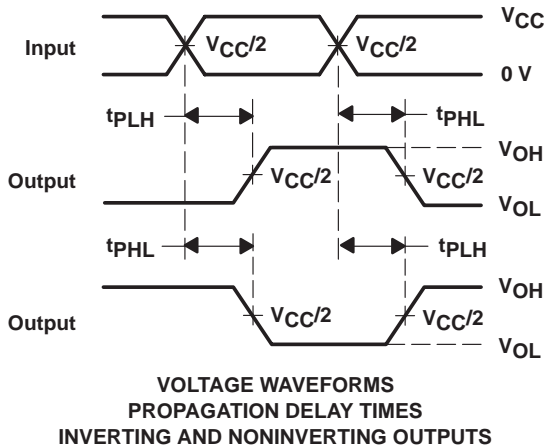 VCC
Input
VCC/2
VCC/2
0 V
tPLH
tPHL
VOH
Output
VCC/2
VCC/2
VOL
tPHL
tPLH
VOH
Output
VCC/2
VCC/2
VOL
VOLTAGE WAVEFORMS
PROPAGATION DELAY TIMES
INVERTING AND NONINVERTING OUTPUTS